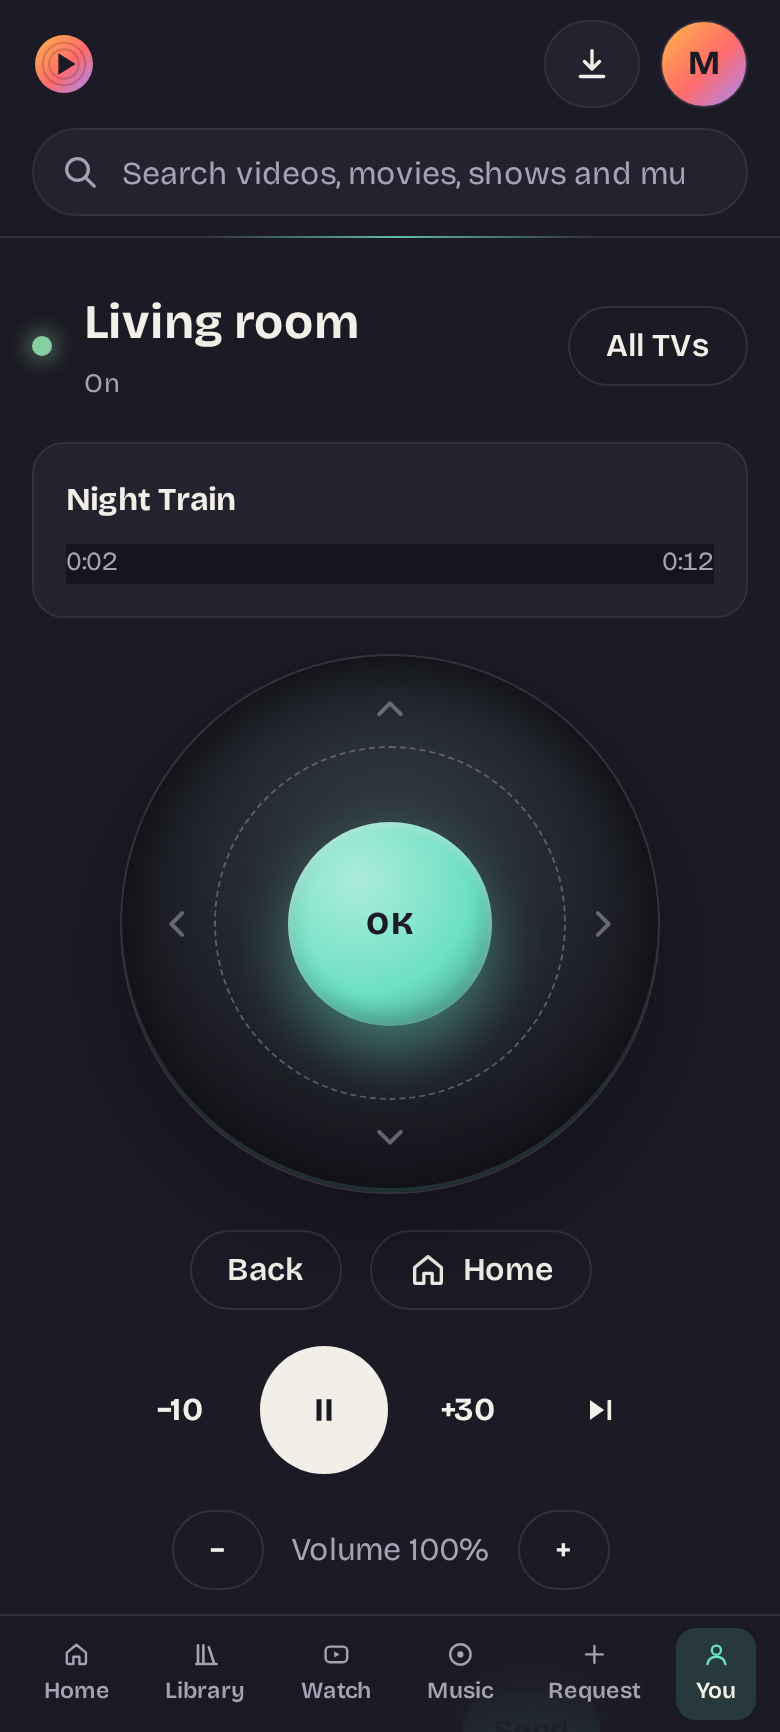 M
Search videos, movies, shows and mu
Living room
On
All TVs
Night Train
0:02
0:12
OK
Back
Home
-10
+30
-
Volume 100%
+
Home
Library
Watch
Music
Request
You